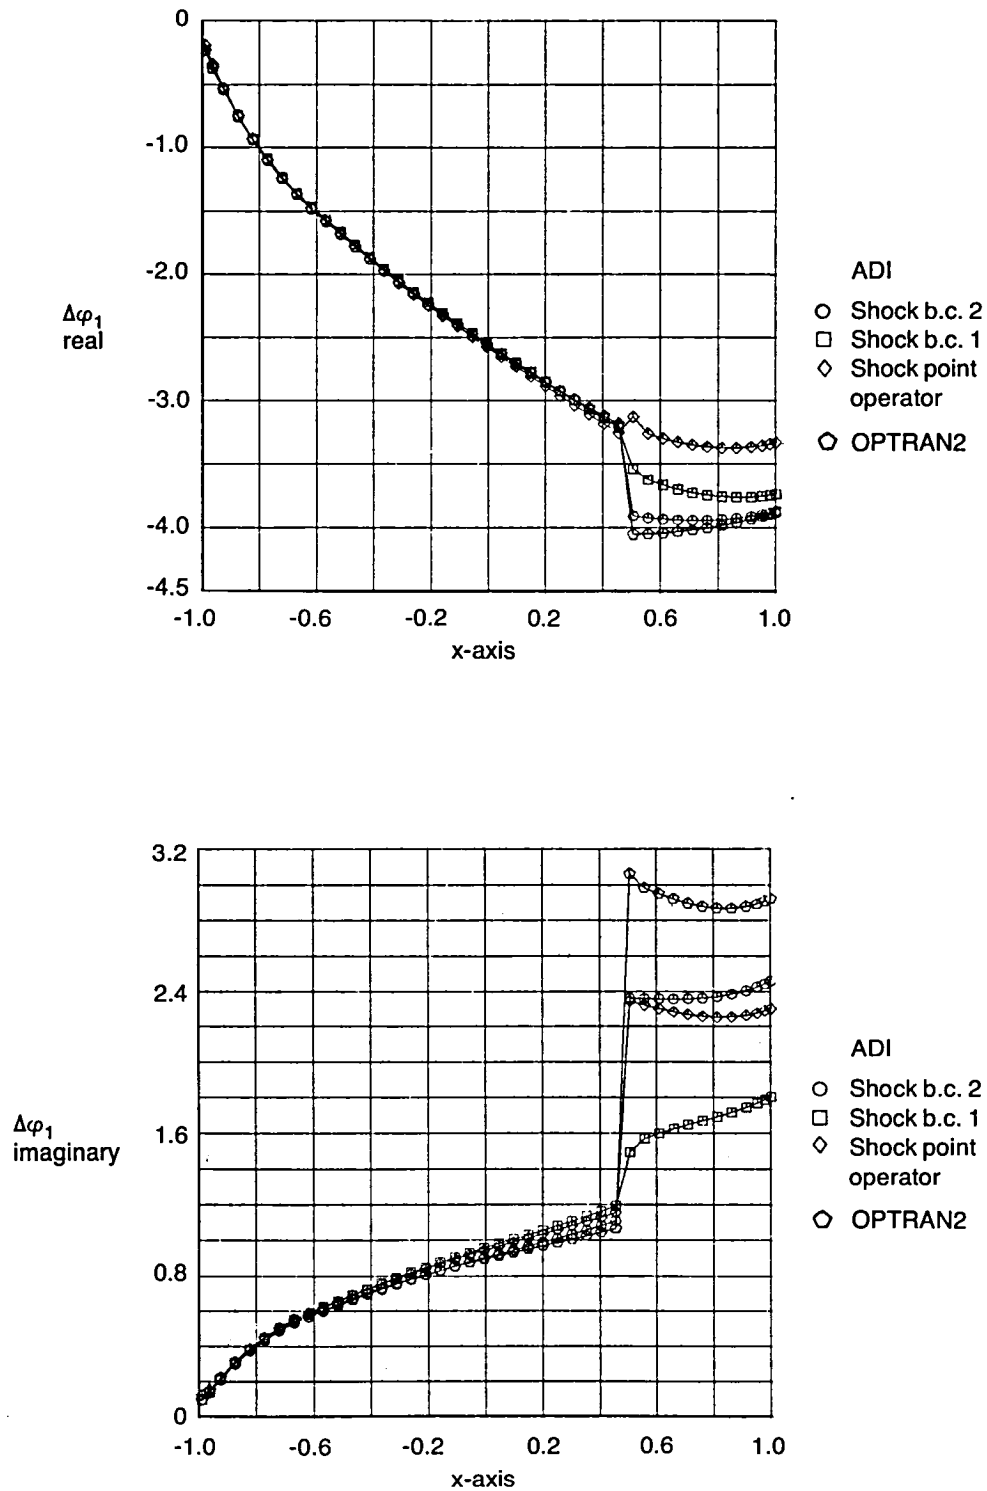 0
-1.0
-2.0
-3.0
-4.0
-4.5
-1.0 -0.6 -0.2 0.2 0.6 1.0
x-axis
Δφ₁
real
ADI
Shock b.c. 2
Shock b.c. 1
Shock point
operator
OPTRAN2
3.2
2.4
1.6
0.8
0
-1.0 -0.6 -0.2 0.2 0.6 1.0
x-axis
Δφ₁
imaginary
ADI
Shock b.c. 2
Shock b.c. 1
Shock point
operator
OPTRAN2